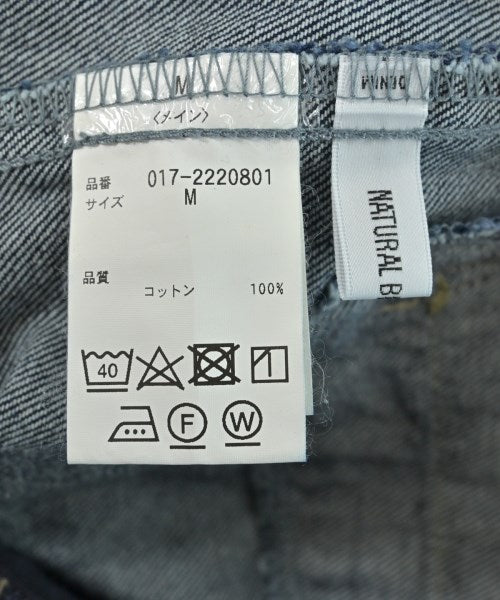 M
〈メイン〉
品番 017-2220801
サイズ M
品質
コットン 100%
40
F
W
DENIM
NATURAL B